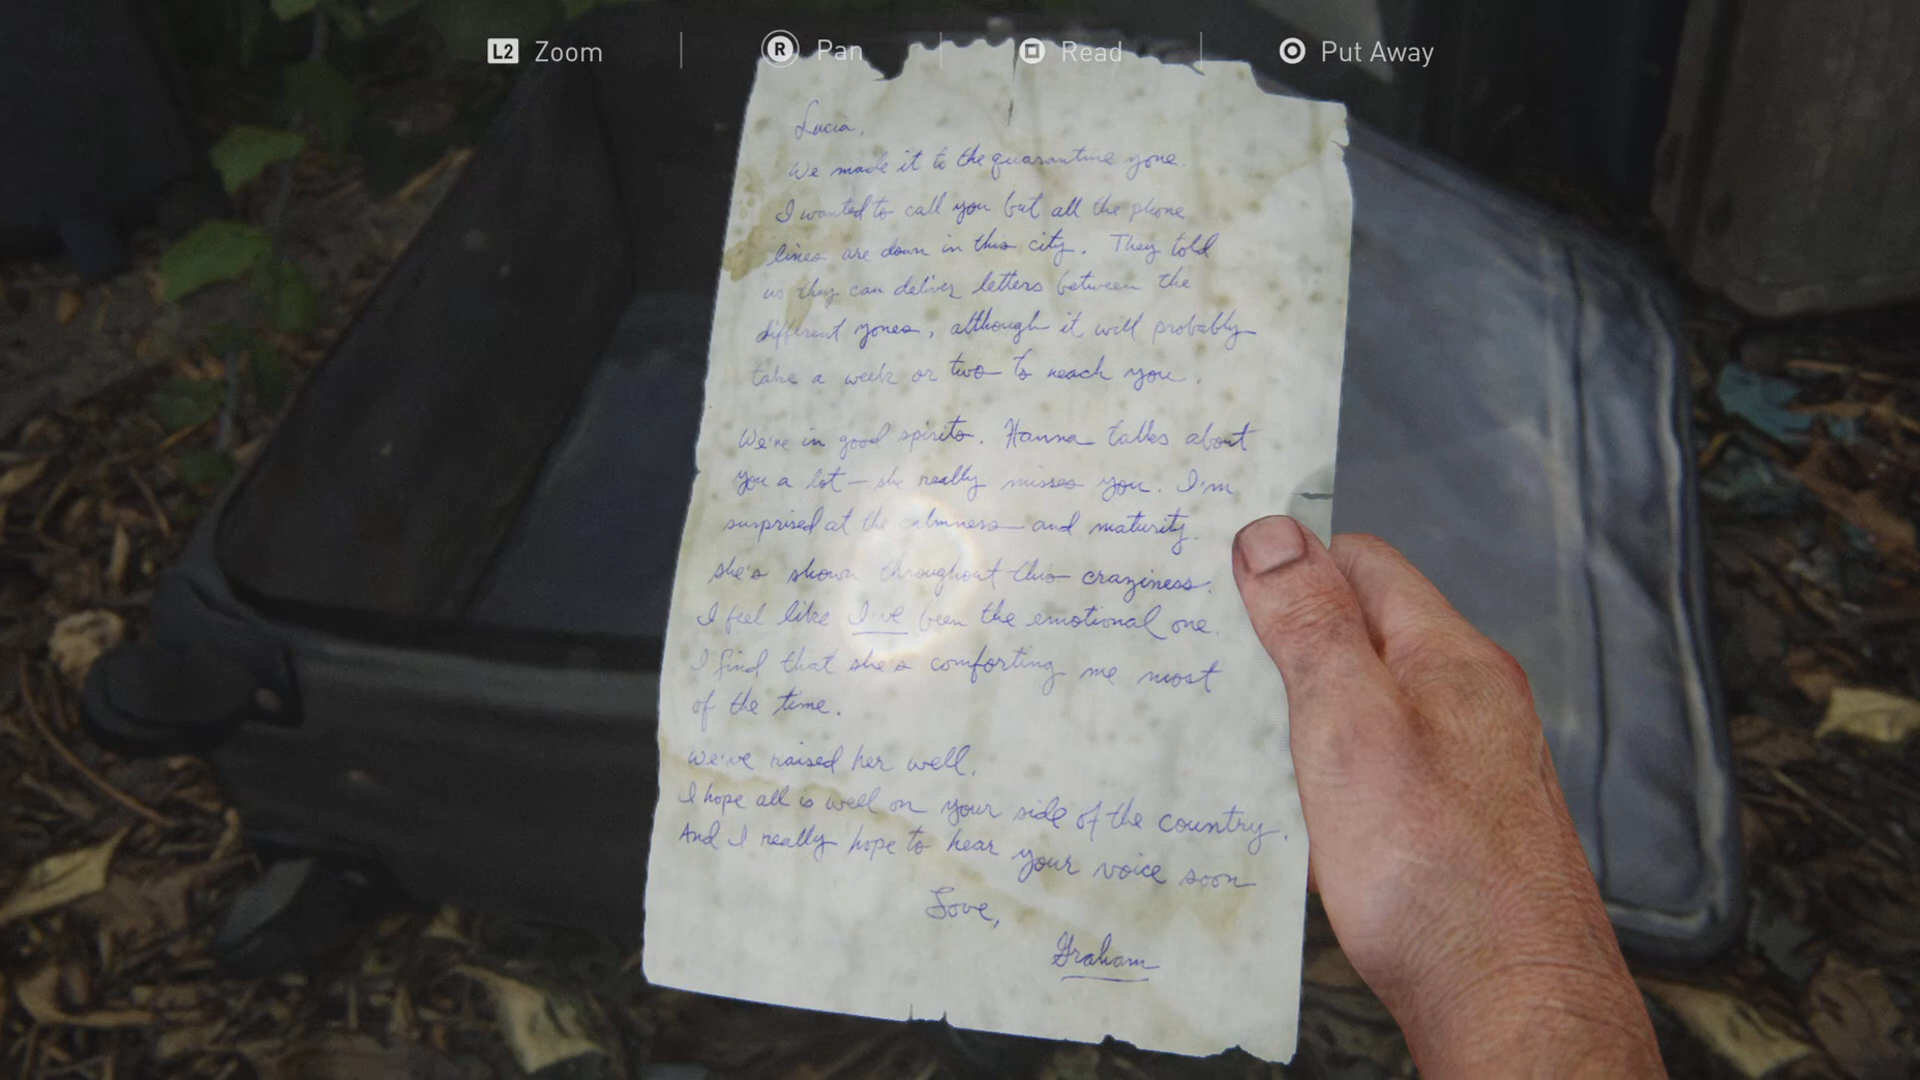 L2 Zoom R Pan Read Put Away
Lucia,
We made it to the quarantine zone.
I wanted to call you but all the phone
lines are down in this city. They told
us they can deliver letters between the
different zones, although it will probably
take a week or two to reach you.
We're in good spirits. Hanna talks about
you a lot — she really misses you. I'm
surprised at the calmness and maturity
she's shown throughout this craziness.
I feel like I've been the emotional one.
I find that she's comforting me most
of the time.
We've raised her well.
I hope all is well on your side of the country.
And I really hope to hear your voice soon
Love,
Graham